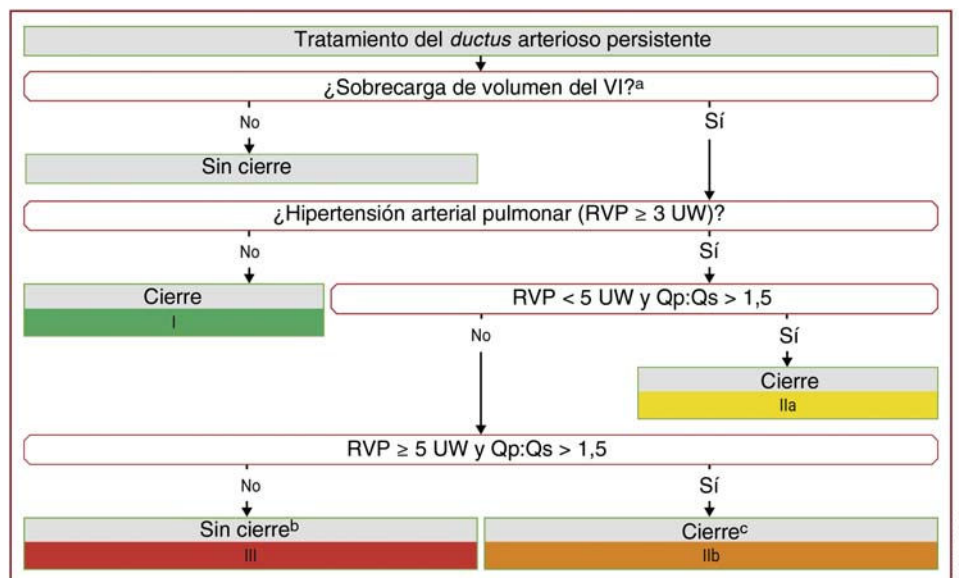 Tratamiento del ductus arterioso persistente
¿Sobrecarga de volumen del VI?ᵃ
No
Sí
Sin cierre
¿Hipertensión arterial pulmonar (RVP ≥ 3 UW)?
No
Sí
Cierre
I
RVP < 5 UW y Qp:Qs > 1,5
No
Sí
Cierre
IIa
RVP ≥ 5 UW y Qp:Qs > 1,5
No
Sí
Sin cierreᵇ
III
Cierreᶜ
IIb